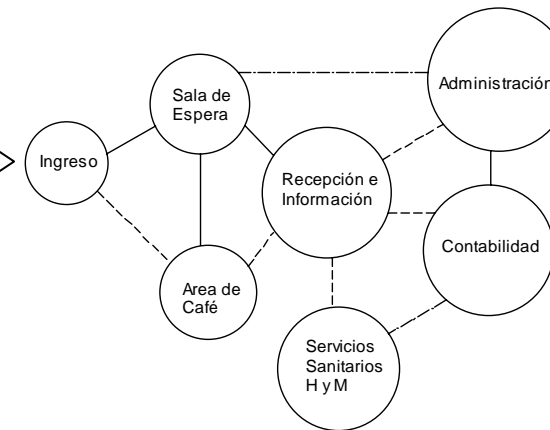 Sala de
Espera
Administración
Ingreso
Recepción e
Información
Contabilidad
Area de
Café
Servicios
Sanitarios
H y M